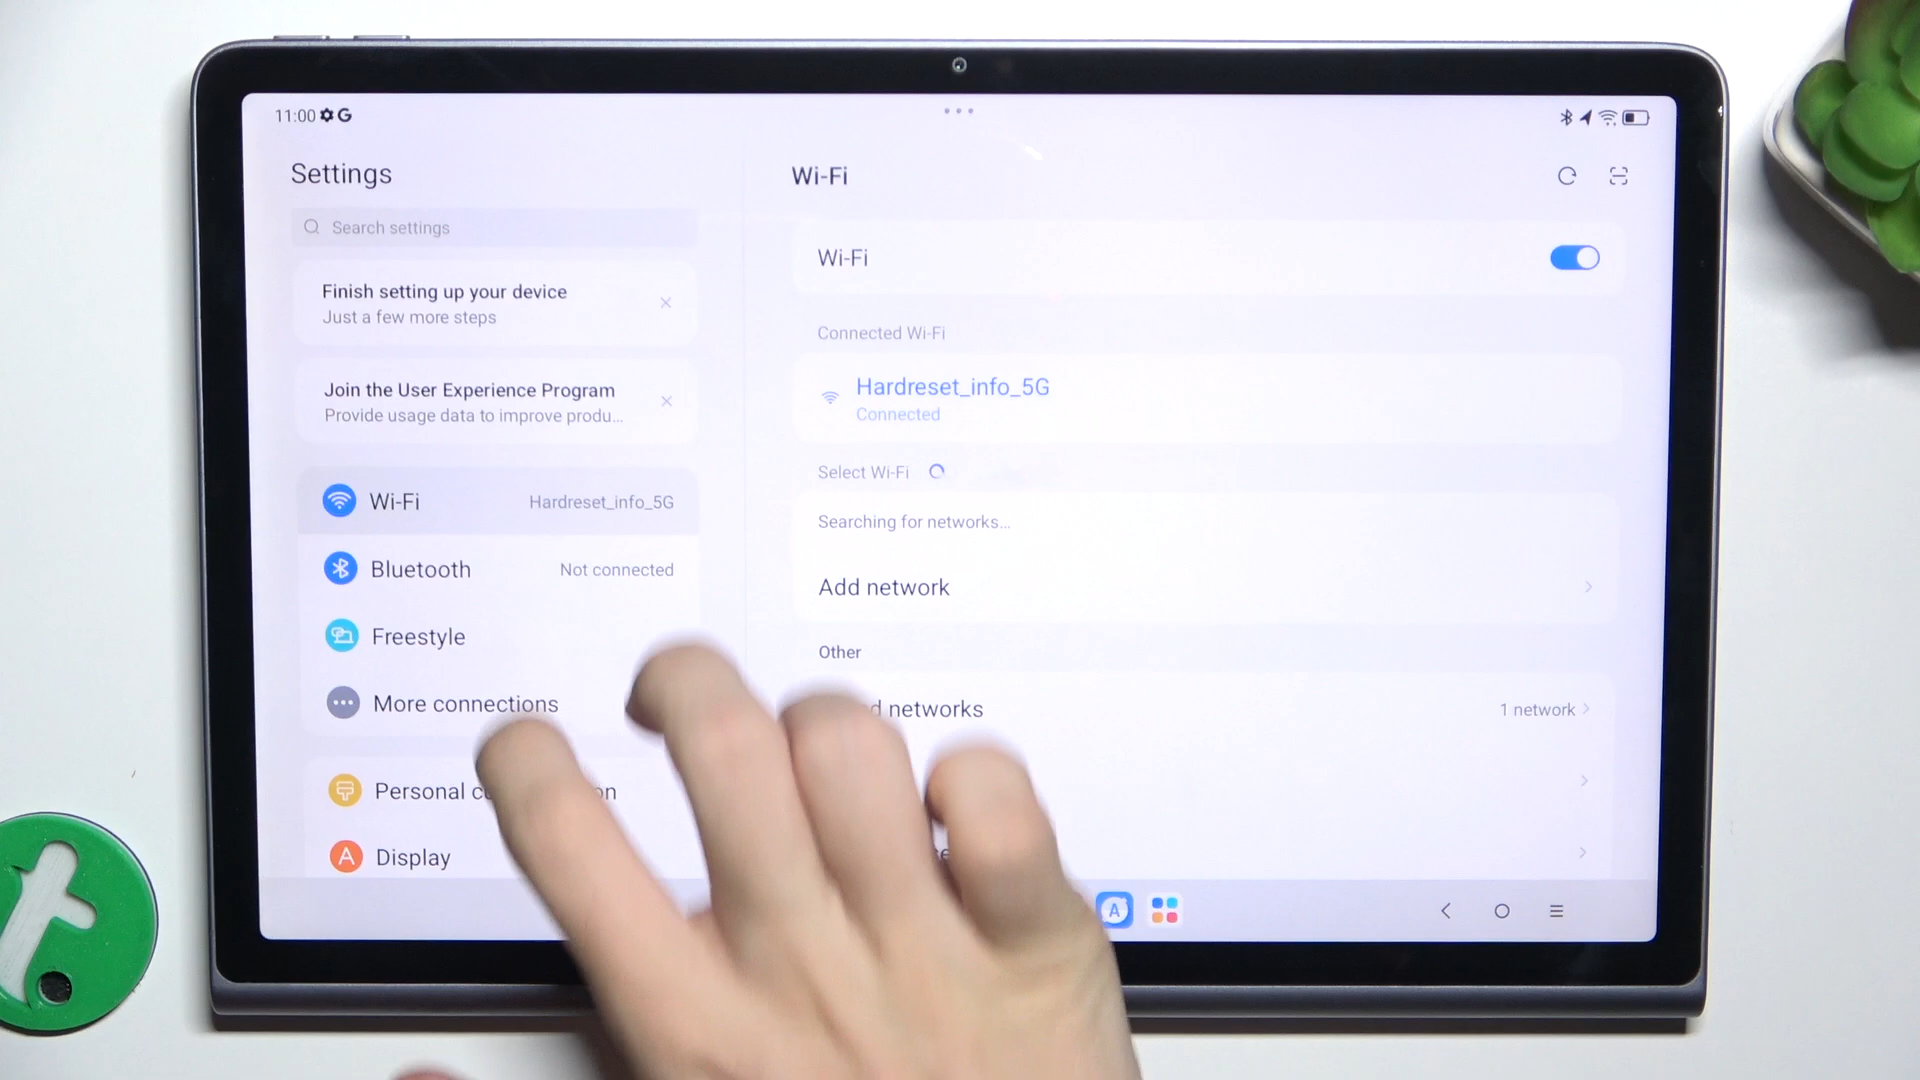 11:00
Settings
Search settings
Finish setting up your device
Just a few more steps
Join the User Experience Program
Provide usage data to improve produ...
Wi-Fi
Hardreset_info_5G
Bluetooth
Not connected
Freestyle
More connections
Personal
Display
Wi-Fi
Wi-Fi
Connected Wi-Fi
Hardreset_info_5G
Connected
Select Wi-Fi
Searching for networks...
Add network
Other
networks
1 network